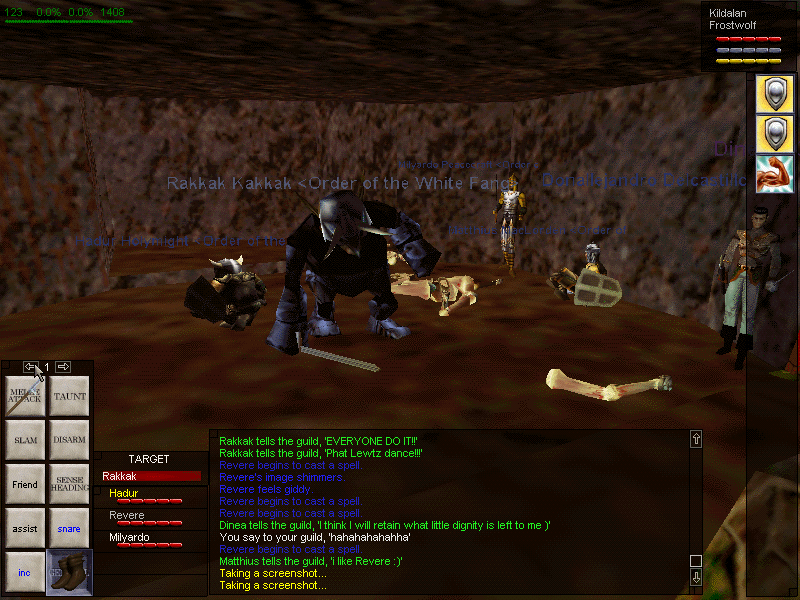 123 0.0% 0.0% 1408
Kildalan
Frostwolf
Rakkak Kakkak <Order of the White Fang>
Order of the
1
MELEE ATTACK
TAUNT
SLAM
DISARM
Friend
SENSE HEADING
assist
snare
inc
TARGET
Rakkak
Hadur
Revere
Milyardo
Rakkak tells the guild, 'EVERYONE DO IT!!'
Rakkak tells the guild, 'Phat Lewtz dance!!!'
Revere begins to cast a spell.
Revere's image shimmers.
Revere feels giddy.
Revere begins to cast a spell.
Revere begins to cast a spell.
Dinea tells the guild, 'I think I will retain what little dignity is left to me )'
You say to your guild, 'hahahahahahha'
Revere begins to cast a spell.
Matthius tells the guild, 'i like Revere :)'
Taking a screenshot...
Taking a screenshot...